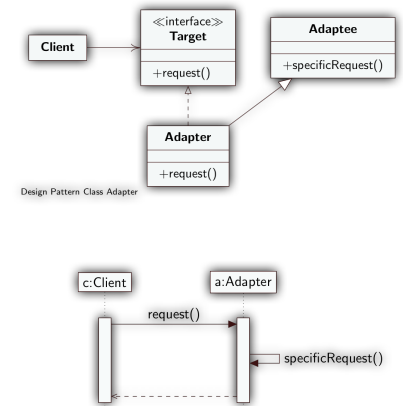 ≪interface≫
Target
+request()
Client
Adaptee
+specificRequest()
Adapter
+request()
Design Pattern Class Adapter
c:Client
a:Adapter
request()
specificRequest()